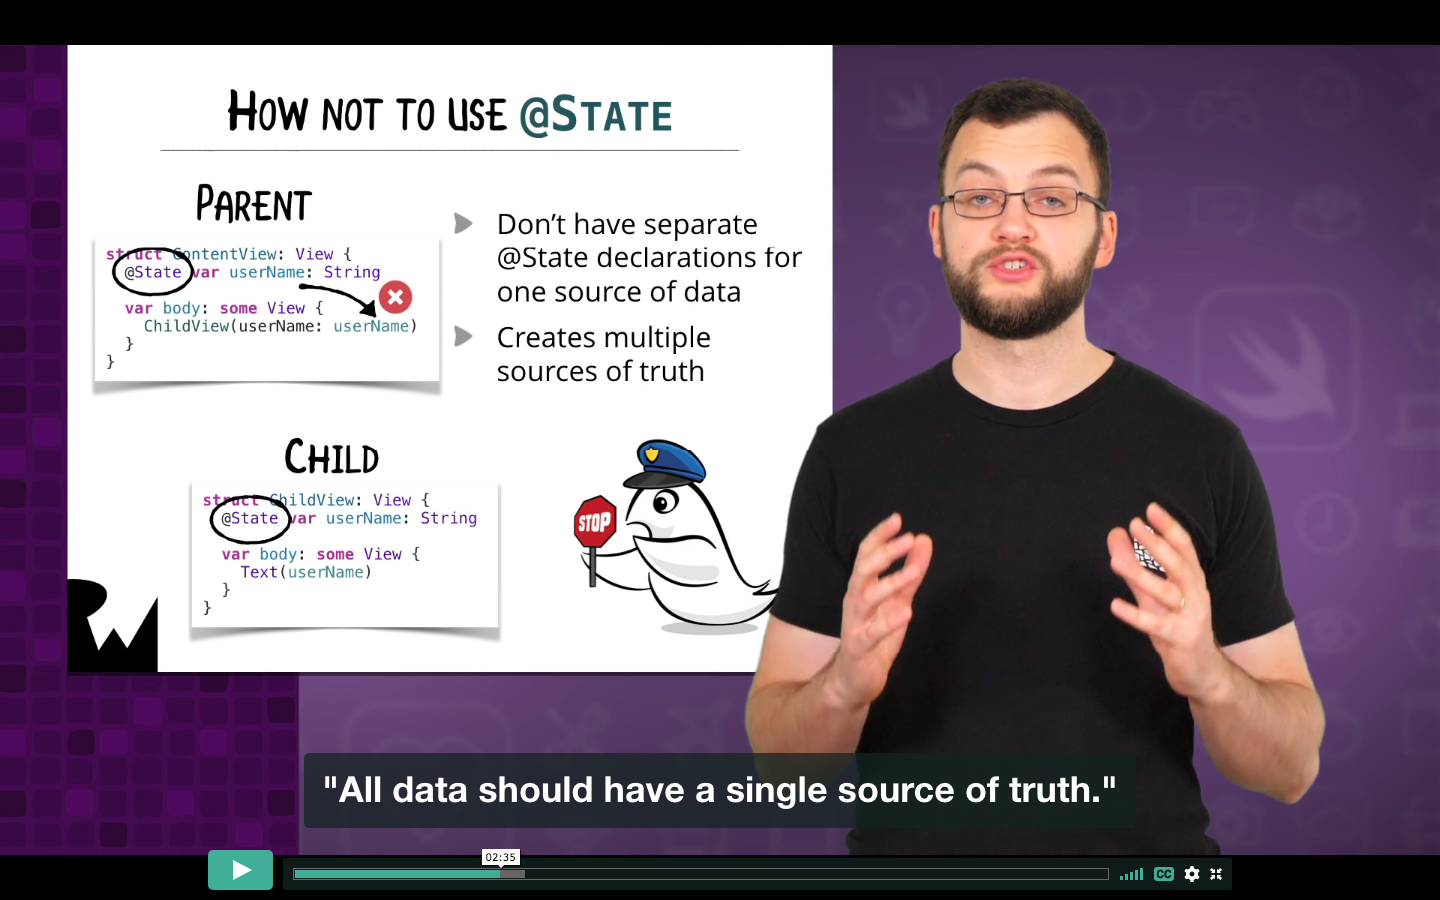 HOW NOT TO USE @STATE
PARENT
struct ContentView: View {
@State var userName: String
var body: some View {
ChildView(userName: userName)
}
}
Don’t have separate
@State declarations for
one source of data
Creates multiple
sources of truth
CHILD
struct ChildView: View {
@State var userName: String
var body: some View {
Text(userName)
}
}
STOP
RW
"All data should have a single source of truth."
02:35
CC